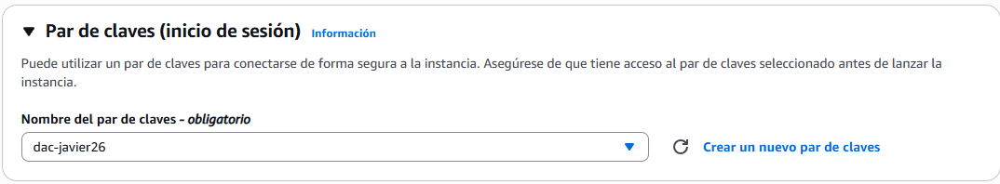 Par de claves (inicio de sesión) Información
Puede utilizar un par de claves para conectarse de forma segura a la instancia. Asegúrese de que tiene acceso al par de claves seleccionado antes de lanzar la
instancia.
Nombre del par de claves - obligatorio
dac-javier26 Crear un nuevo par de claves